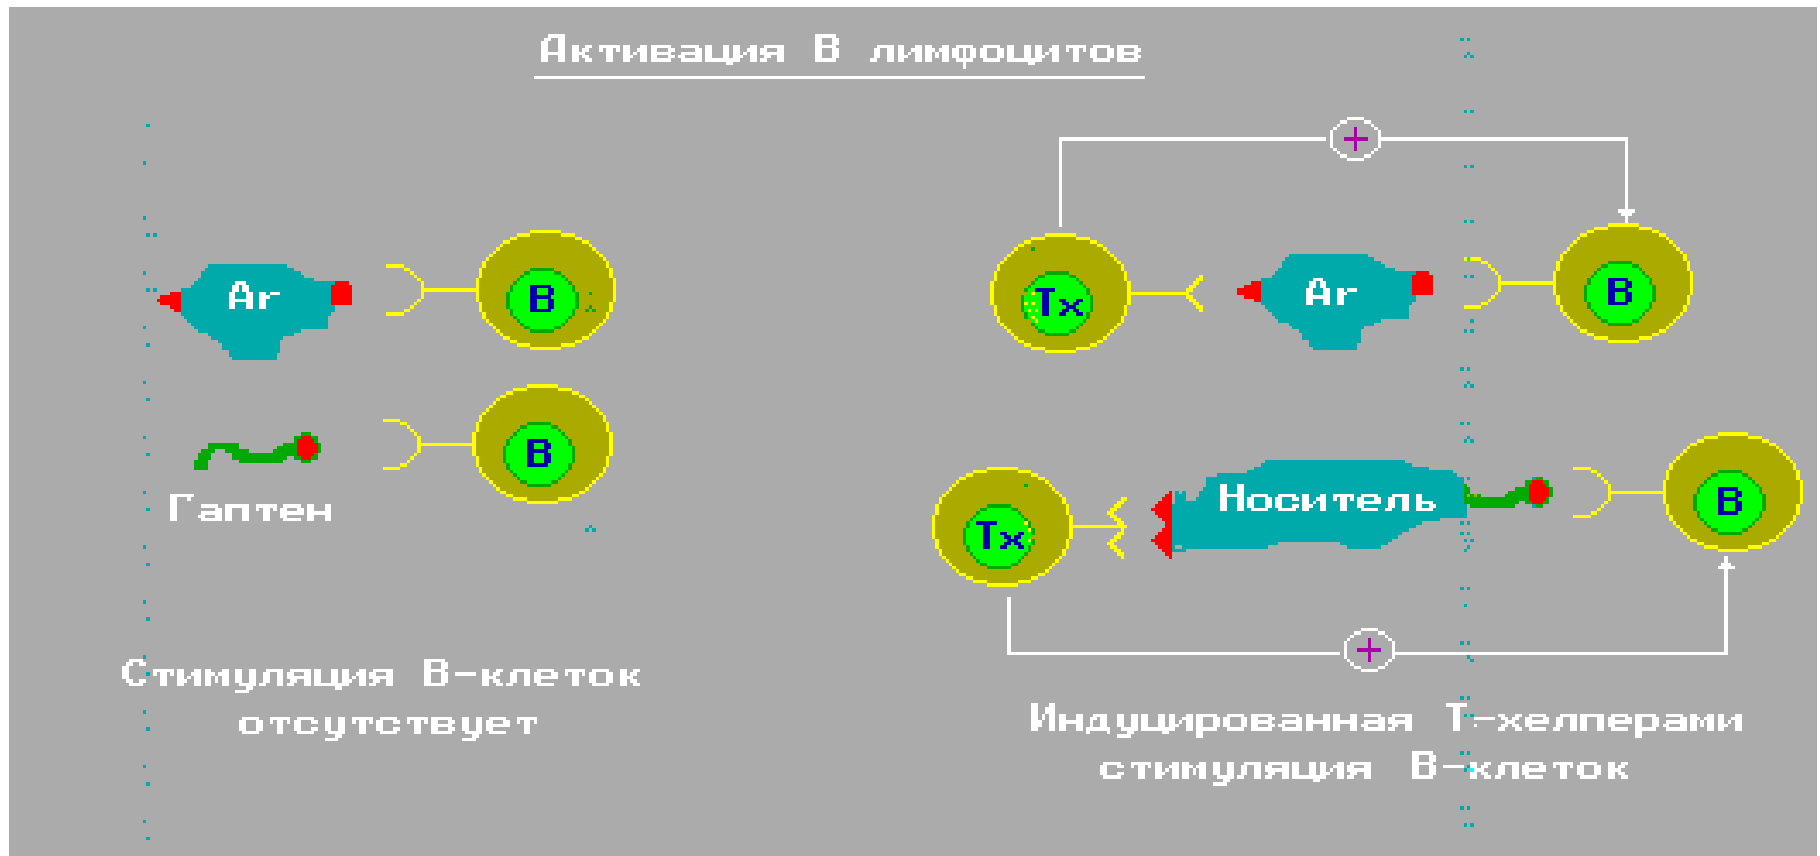 Активация В лимфоцитов
Аг
В
В
Гаптен
Стимуляция В-клеток
отсутствует
Тх
Аг
В
Тх
Носитель
В
Индуцированная Т-хелперами
стимуляция В-клеток